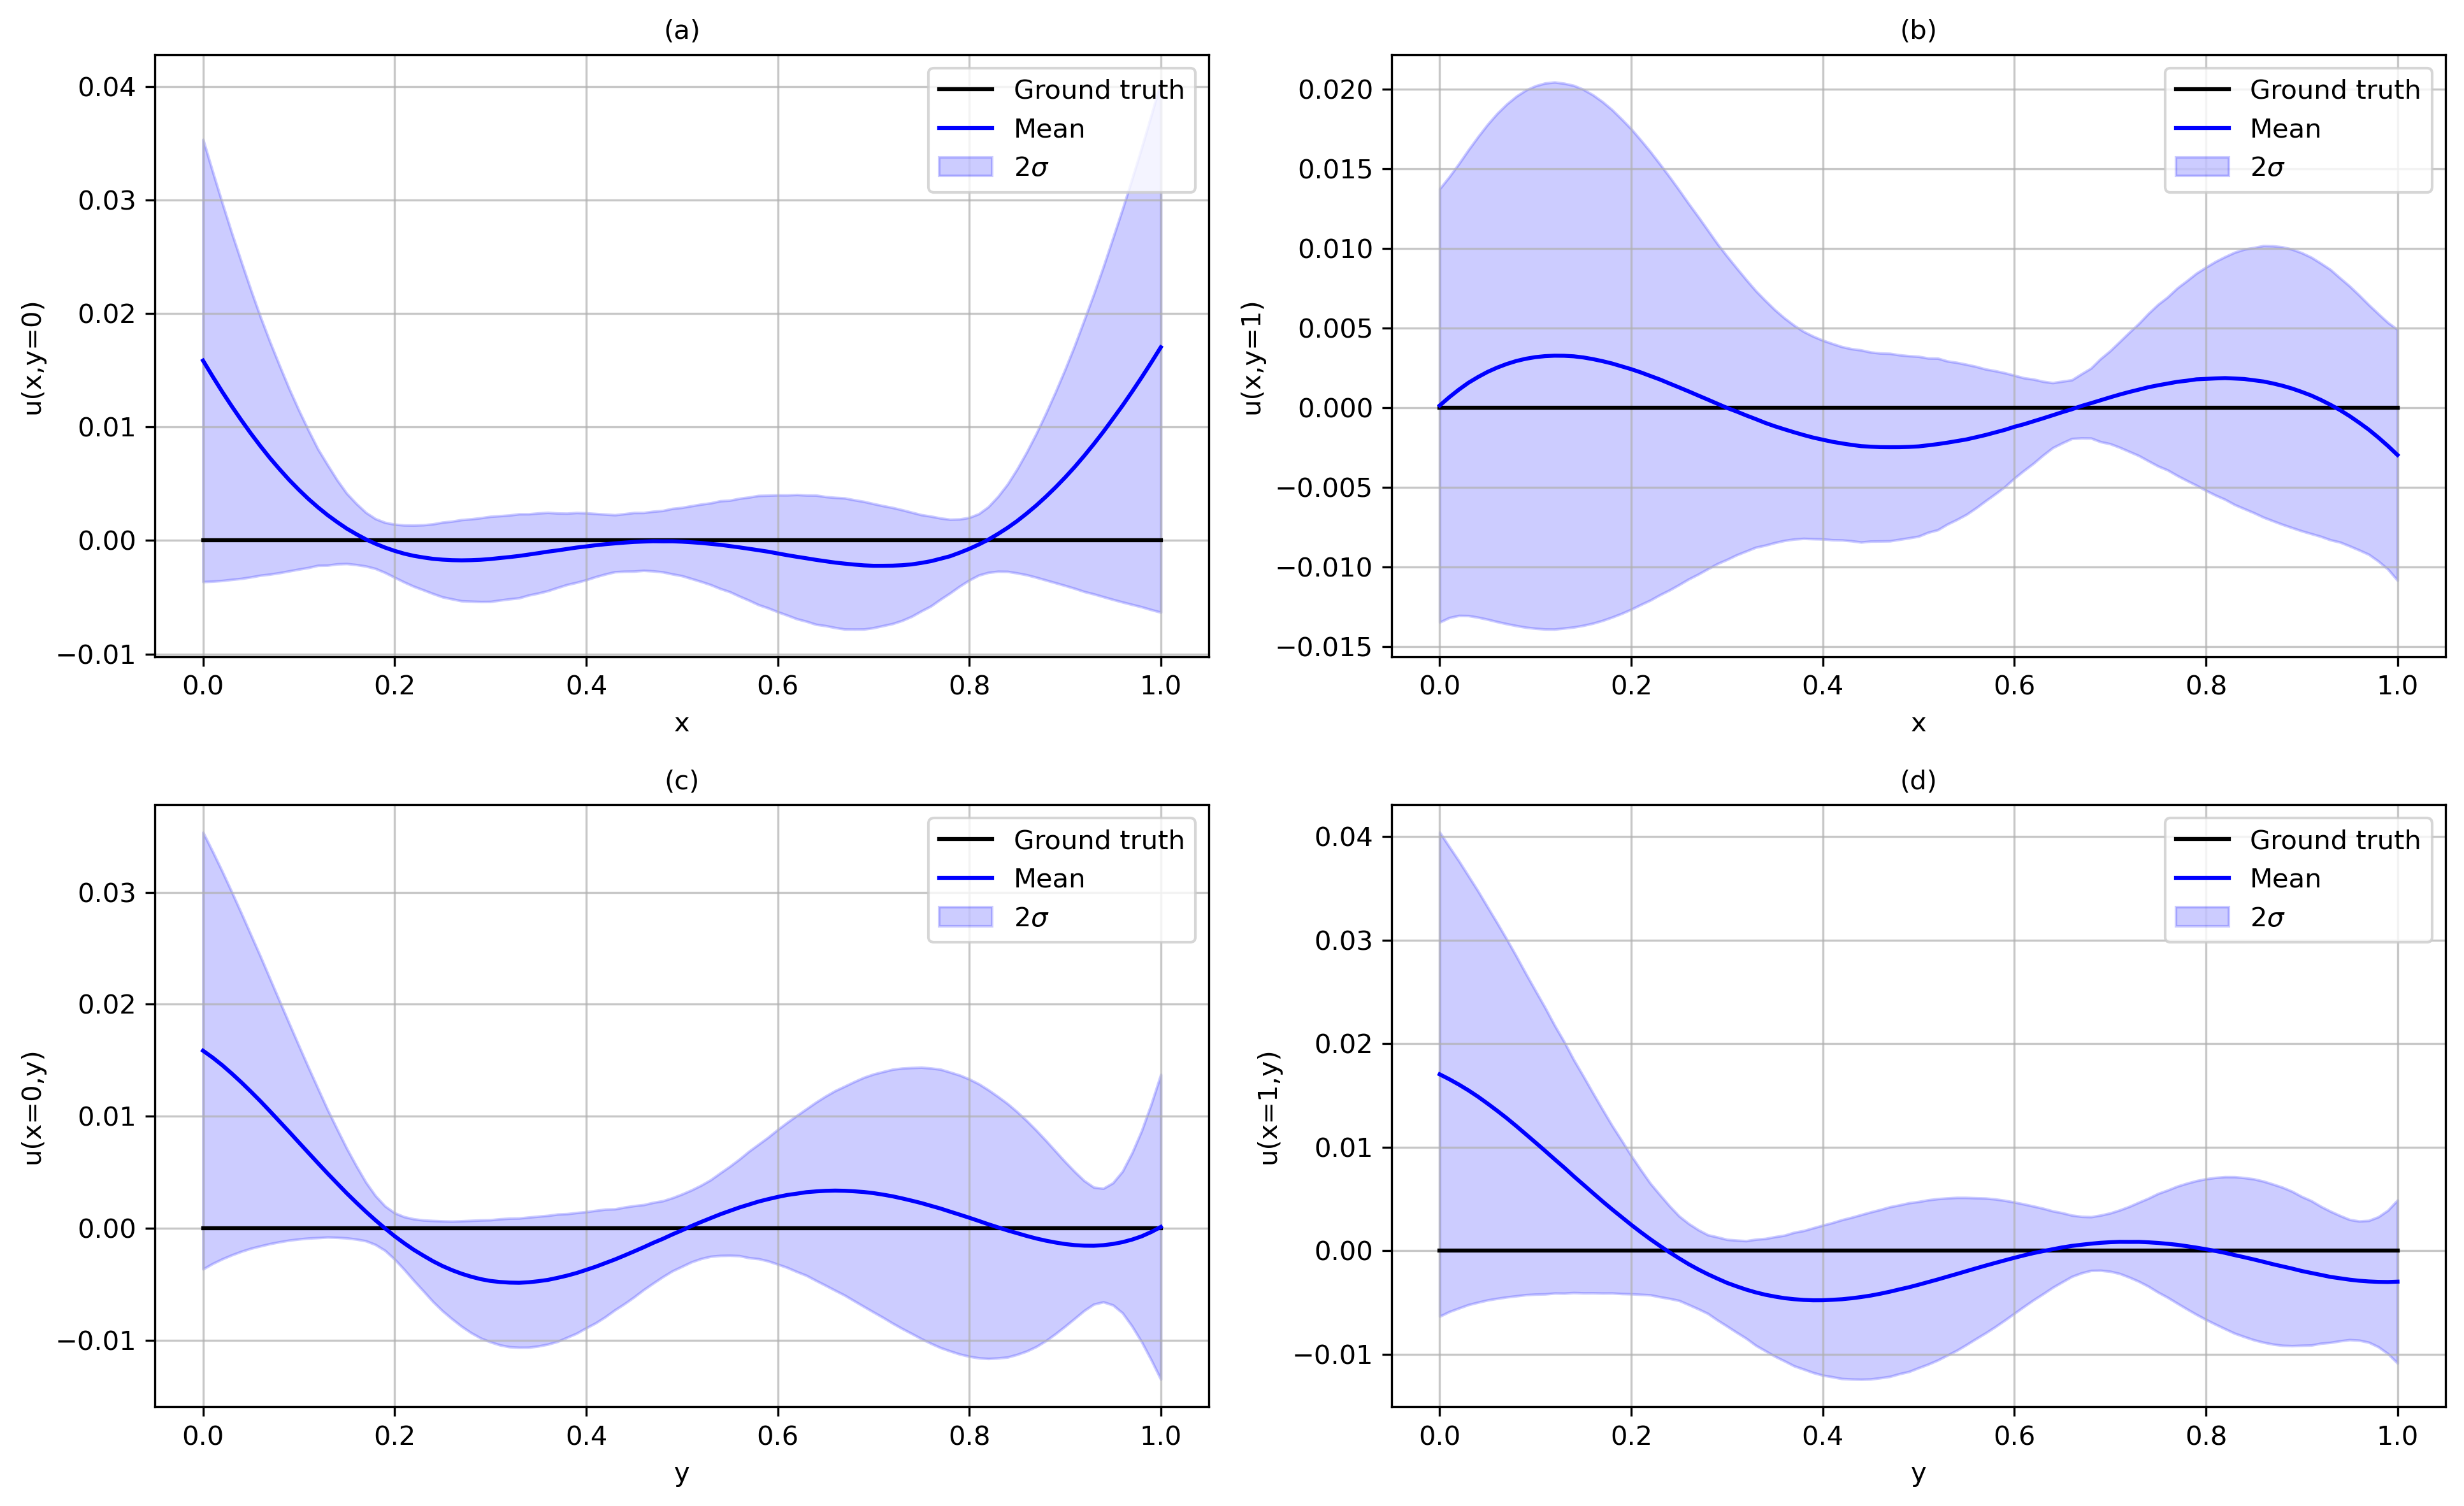 (a)
0.04
0.03
0.02
0.01
0.00
−0.01
u(x,y=0)
0.0 0.2 0.4 0.6 0.8 1.0
x
Ground truth
Mean
2σ
(b)
0.020
0.015
0.010
0.005
0.000
−0.005
−0.010
−0.015
u(x,y=1)
0.0 0.2 0.4 0.6 0.8 1.0
x
Ground truth
Mean
2σ
(c)
0.03
0.02
0.01
0.00
−0.01
u(x=0,y)
0.0 0.2 0.4 0.6 0.8 1.0
y
Ground truth
Mean
2σ
(d)
0.04
0.03
0.02
0.01
0.00
−0.01
u(x=1,y)
0.0 0.2 0.4 0.6 0.8 1.0
y
Ground truth
Mean
2σ